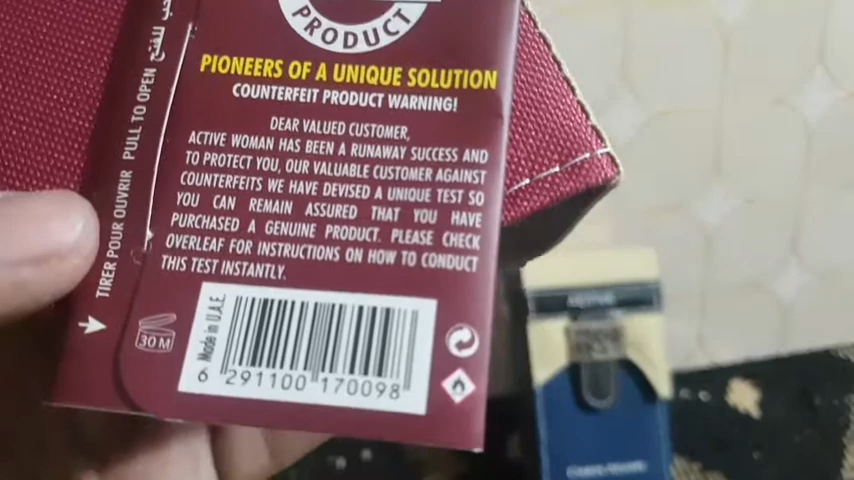 PRODUCT
PIONEERS OF A UNIQUE SOLUTION
COUNTERFEIT PRODUCT WARNING!
DEAR VALUED CUSTOMER,
ACTIVE WOMAN HAS BEEN A RUNAWAY SUCCESS AND
TO PROTECT YOU, OUR VALUABLE CUSTOMER AGAINST
COUNTERFEITS WE HAVE DEVISED A UNIQUE TEST SO
YOU CAN REMAIN ASSURED THAT YOU HAVE
PURCHASED A GENUINE PRODUCT. PLEASE CHECK
OVERLEAF FOR INSTRUCTIONS ON HOW TO CONDUCT
THIS TEST INSTANTLY.
TIRER POUR OUVRIR PULL TO OPEN للفتح
30 M
Made in U.A.E.
6 291100 170098